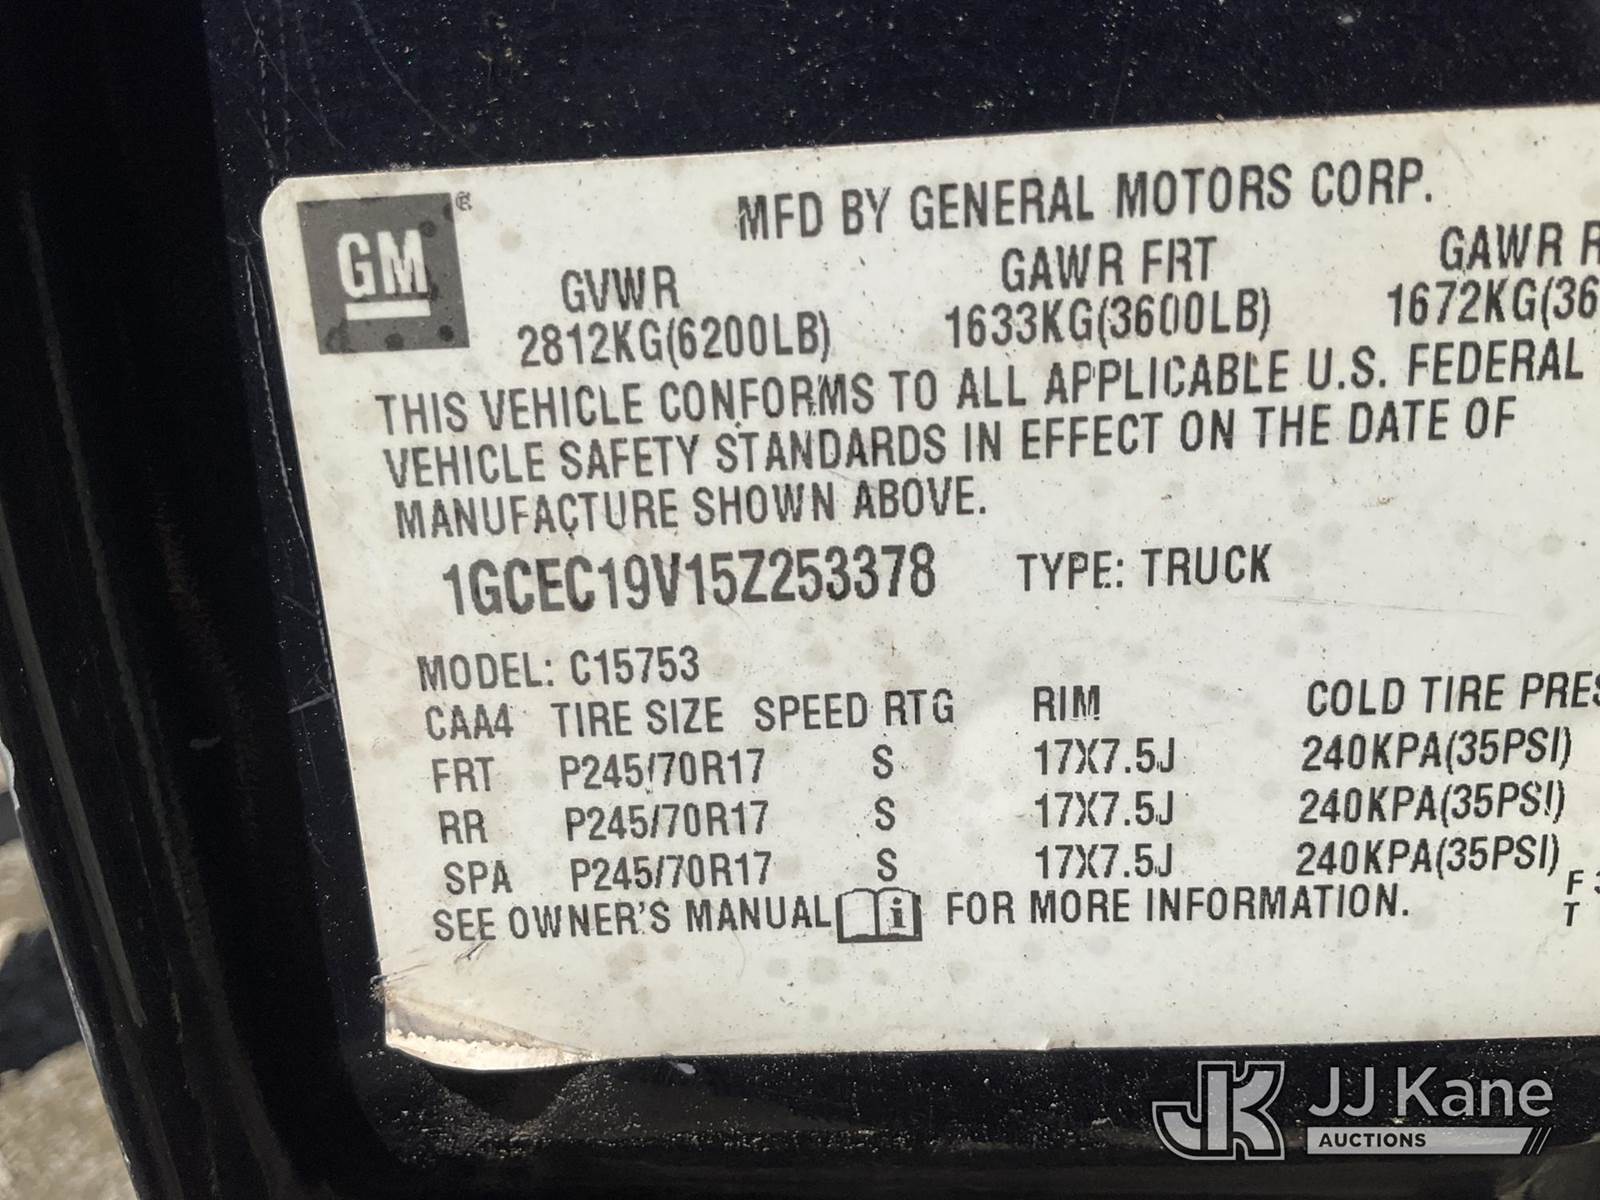 GM ®
MFD BY GENERAL MOTORS CORP.
GVWR GAWR FRT GAWR R
2812KG(6200LB) 1633KG(3600LB) 1672KG(36
THIS VEHICLE CONFORMS TO ALL APPLICABLE U.S. FEDERAL
VEHICLE SAFETY STANDARDS IN EFFECT ON THE DATE OF
MANUFACTURE SHOWN ABOVE.
1GCEC19V15Z253378 TYPE: TRUCK
MODEL: C15753
CAA4 TIRE SIZE SPEED RTG RIM COLD TIRE PRES
FRT P245/70R17 S 17X7.5J 240KPA(35PSI)
RR P245/70R17 S 17X7.5J 240KPA(35PSI)
SPA P245/70R17 S 17X7.5J 240KPA(35PSI)
SEE OWNER'S MANUAL i FOR MORE INFORMATION.
F
T
JK JJ Kane
AUCTIONS